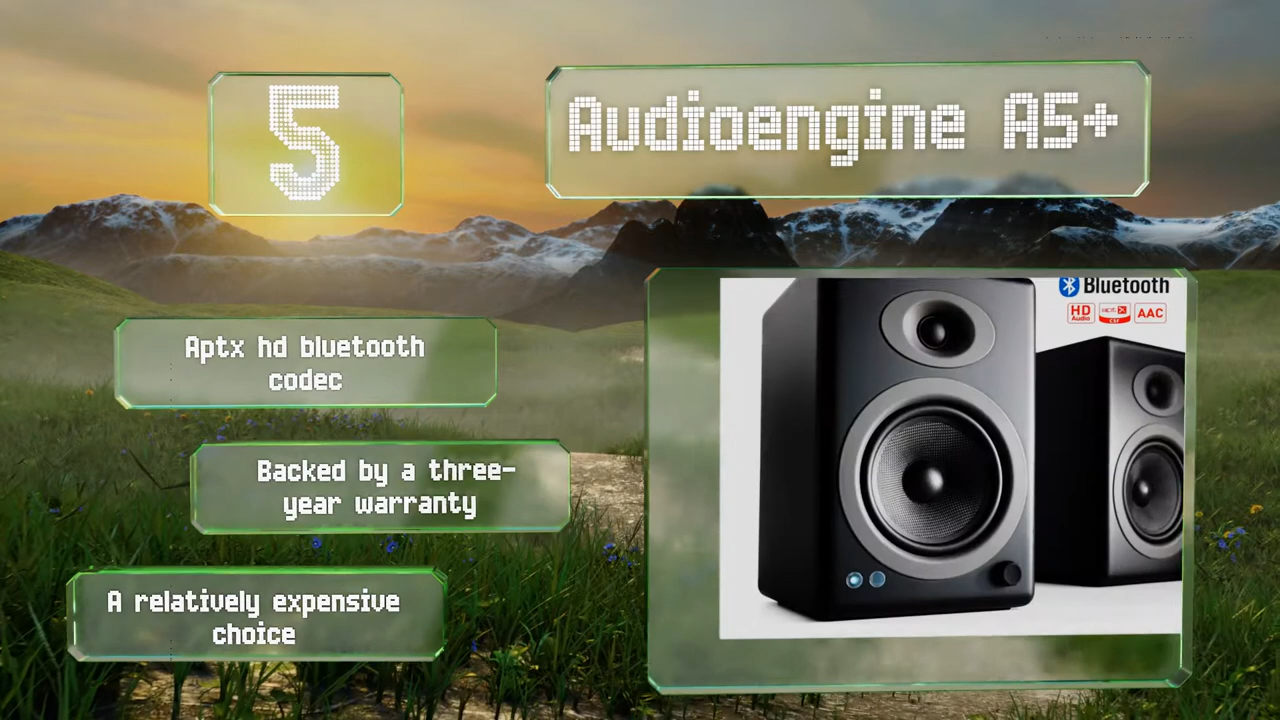 5
Audioengine A5+
Aptx hd bluetooth
codec
Backed by a three-
year warranty
A relatively expensive
choice
Bluetooth
HD
Audio
aptX
AAC